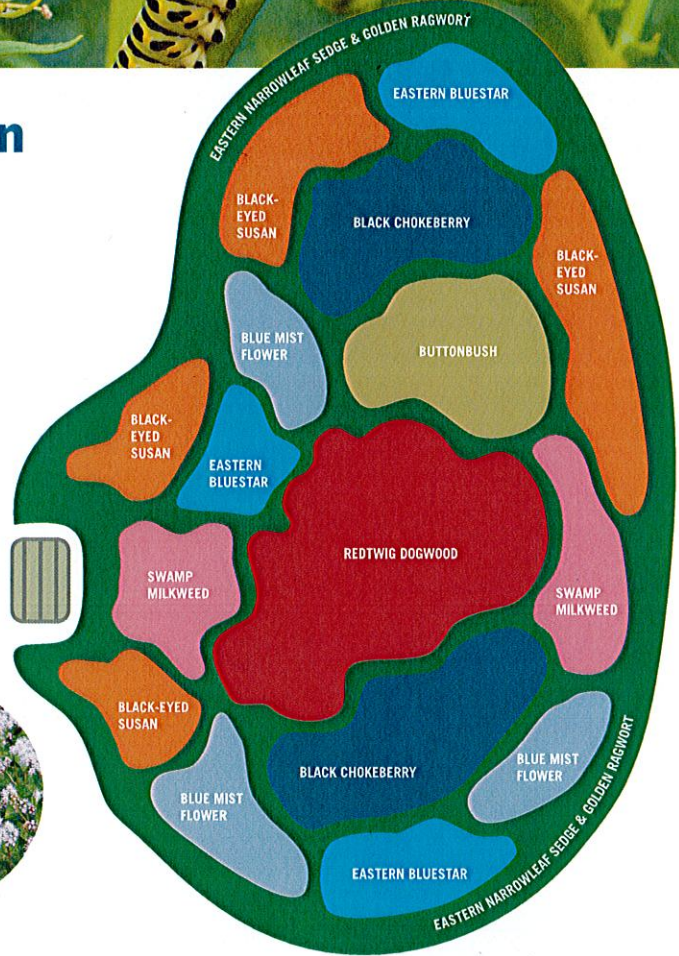 n
EASTERN NARROWLEAF SEDGE & GOLDEN RAGWORT
EASTERN BLUESTAR
BLACK-
EYED
SUSAN
BLACK CHOKEBERRY
BLACK-
EYED
SUSAN
BLUE MIST
FLOWER
BUTTONBUSH
BLACK-
EYED
SUSAN
EASTERN
BLUESTAR
REDTWIG DOGWOOD
SWAMP
MILKWEED
SWAMP
MILKWEED
BLACK-EYED
SUSAN
BLUE MIST
FLOWER
BLACK CHOKEBERRY
BLUE MIST
FLOWER
EASTERN BLUESTAR
EASTERN NARROWLEAF SEDGE & GOLDEN RAGWORT